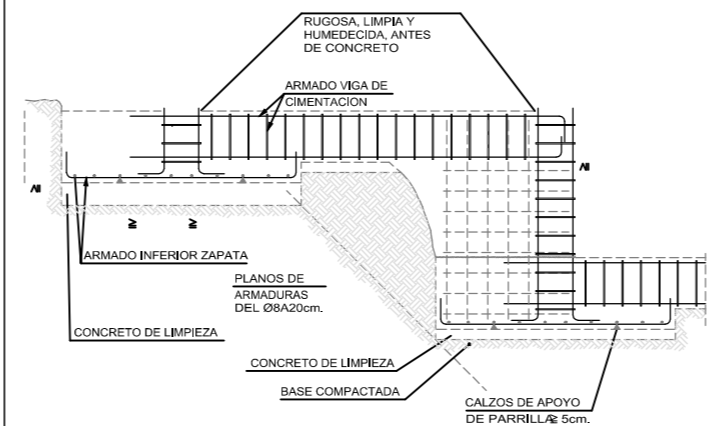 RUGOSA, LIMPIA Y
HUMEDECIDA, ANTES
DE CONCRETO
ARMADO VIGA DE
CIMENTACION
≥
≥
≥
≥
ARMADO INFERIOR ZAPATA
PLANOS DE
ARMADURAS
DEL Ø8A20cm.
CONCRETO DE LIMPIEZA
CONCRETO DE LIMPIEZA
BASE COMPACTADA
CALZOS DE APOYO
DE PARRILLA ≥ 5cm.